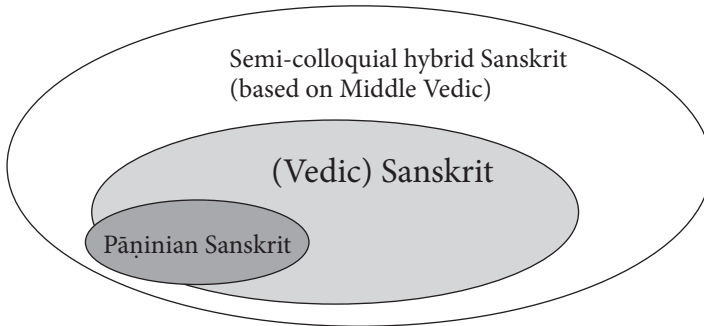 Semi-colloquial hybrid Sanskrit
(based on Middle Vedic)
(Vedic) Sanskrit
Pāṇinian Sanskrit